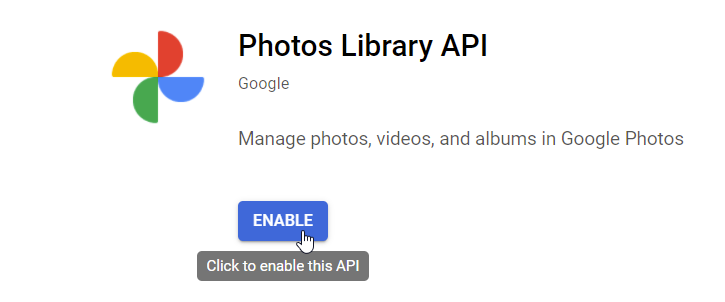 Photos Library API
Google
Manage photos, videos, and albums in Google Photos
ENABLE
Click to enable this API